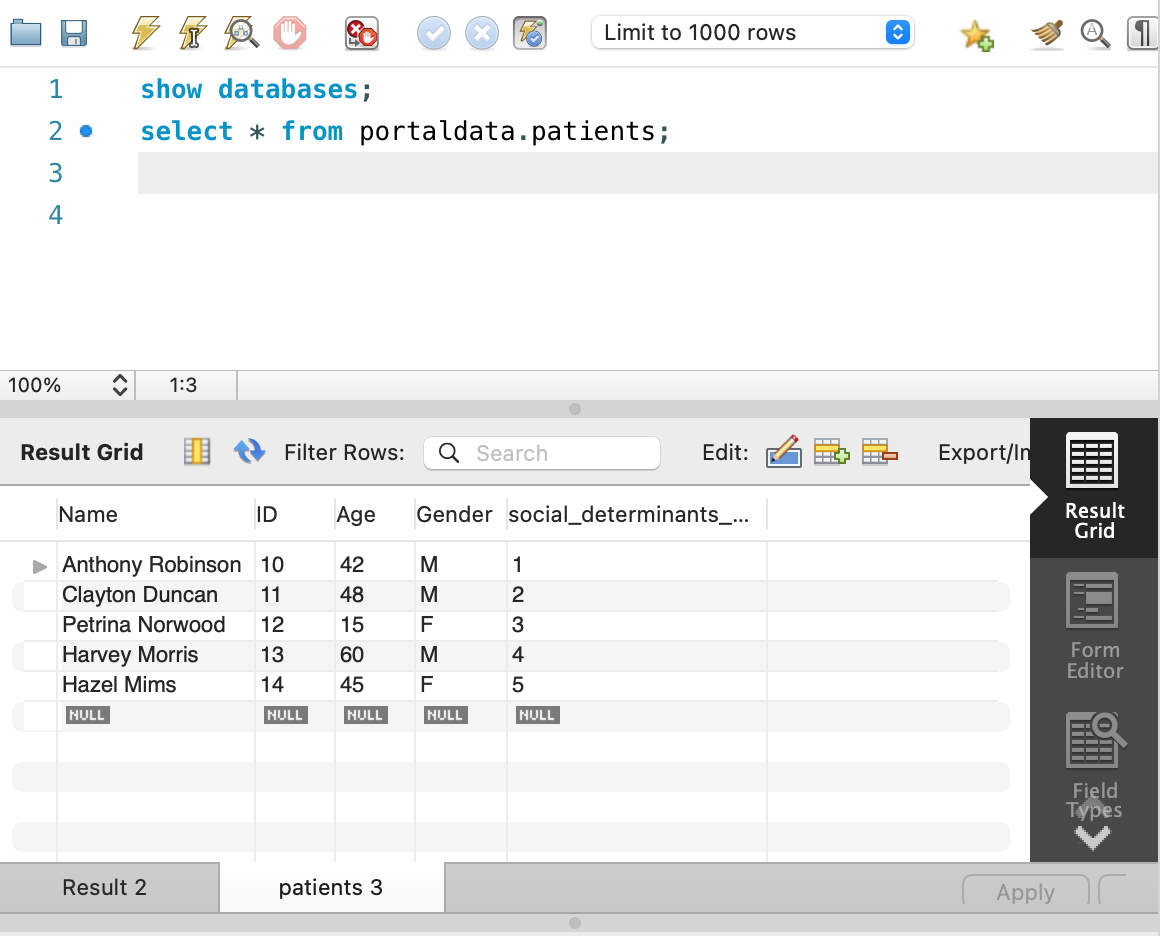 Limit to 1000 rows
1 show databases;
2 select * from portaldata.patients;
3
4
100% 1:3
Result Grid Filter Rows: Search Edit: Export/In
Name ID Age Gender social_determinants_...
Anthony Robinson 10 42 M 1
Clayton Duncan 11 48 M 2
Petrina Norwood 12 15 F 3
Harvey Morris 13 60 M 4
Hazel Mims 14 45 F 5
NULL NULL NULL NULL NULL
Result
Grid
Form
Editor
Field
Types
Result 2 patients 3 Apply